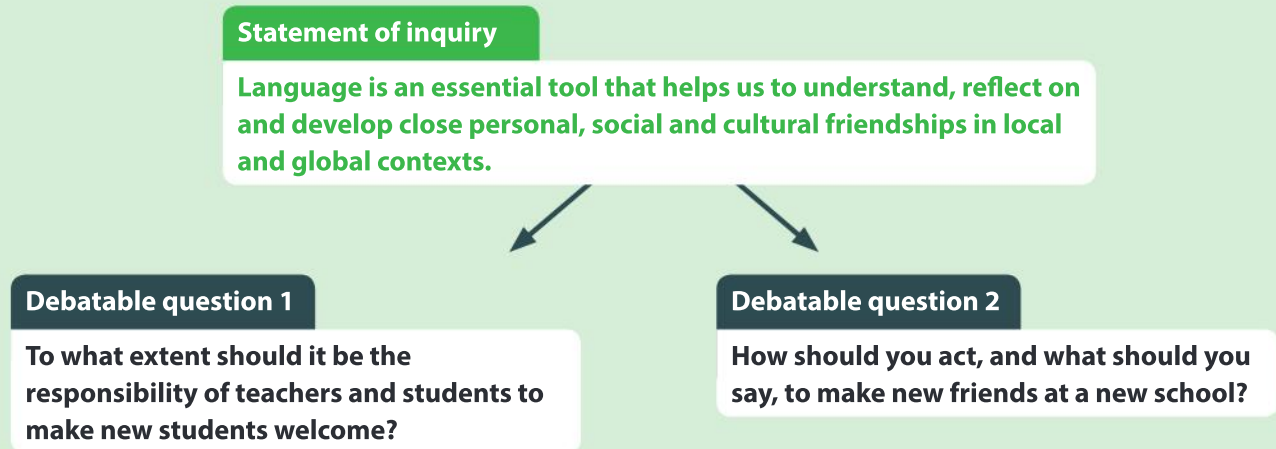 Statement of inquiry
Language is an essential tool that helps us to understand, reflect on
and develop close personal, social and cultural friendships in local
and global contexts.
Debatable question 1
To what extent should it be the
responsibility of teachers and students to
make new students welcome?
Debatable question 2
How should you act, and what should you
say, to make new friends at a new school?